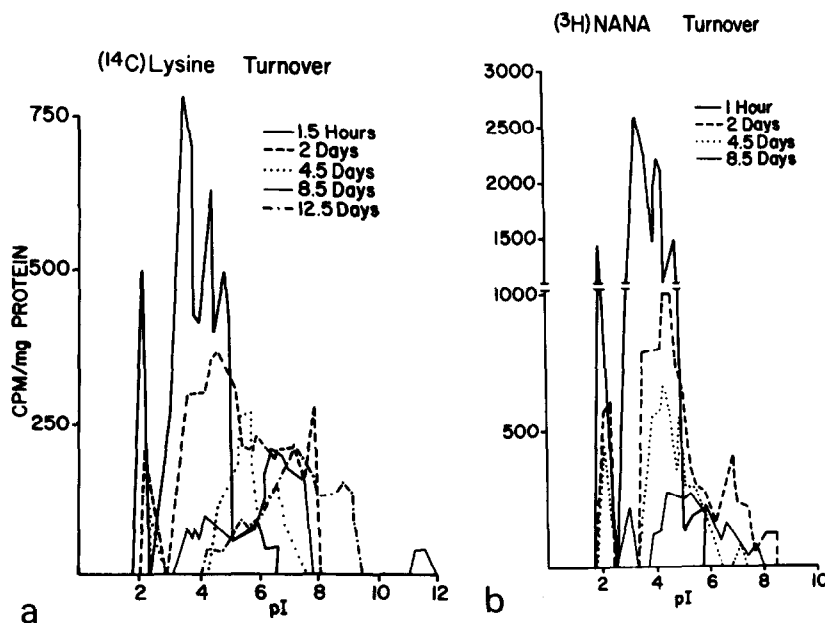 (14C) Lysine Turnover
750
500
250
CPM/mg PROTEIN
1.5 Hours
2 Days
4.5 Days
8.5 Days
12.5 Days
2 4 6 8 10 12
pI
a
(3H) NANA Turnover
3000
2500
2000
1500
1000
500
1 Hour
2 Days
4.5 Days
8.5 Days
2 4 6 8 10
pI
b